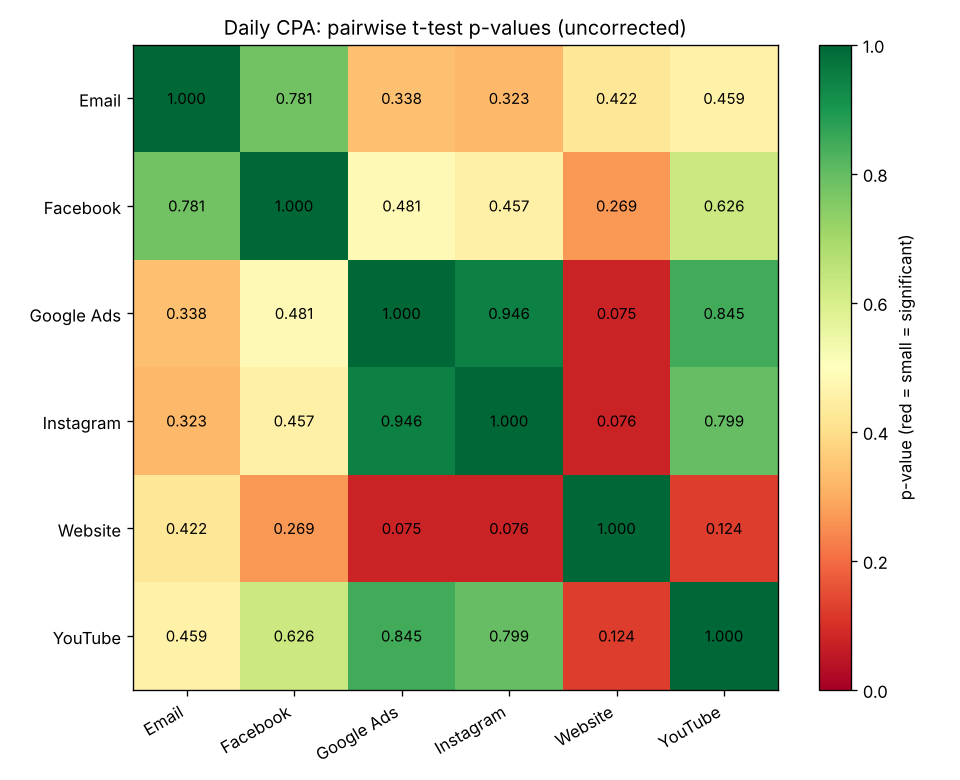 Daily CPA: pairwise t-test p-values (uncorrected)
Email 1.000 0.781 0.338 0.323 0.422 0.459
Facebook 0.781 1.000 0.481 0.457 0.269 0.626
Google Ads 0.338 0.481 1.000 0.946 0.075 0.845
Instagram 0.323 0.457 0.946 1.000 0.076 0.799
Website 0.422 0.269 0.075 0.076 1.000 0.124
YouTube 0.459 0.626 0.845 0.799 0.124 1.000
Email Facebook Google Ads Instagram Website YouTube
1.0
0.8
0.6
0.4
0.2
0.0
p-value (red = small = significant)